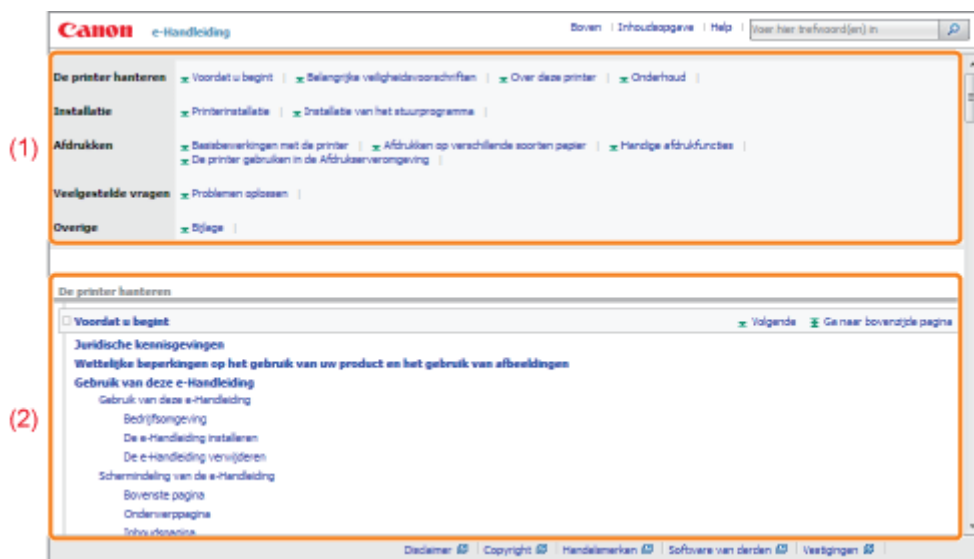 Canon e-Handleiding Boven Inhoudsopgave Help Voer hier trefwoord(en) in
De printer hanteren Voordat u begint Belangrijke veiligheidsvoorschriften Over deze printer Onderhoud
Installatie Printerinstallatie Installatie van het stuurprogramma
(1)
Afdrukken Basisbewerkingen met de printer Afdrukken op verschillende soorten papier Handige afdrukfuncties
De printer gebruiken in de Afdrukserveromgeving
Veelgestelde vragen Problemen oplossen
Overige Bijlage
De printer hanteren
Voordat u begint Volgende Ga naar bovenzijde pagina
Juridische kennisgevingen
Wettelijke beperkingen op het gebruik van uw product en het gebruik van afbeeldingen
Gebruik van deze e-Handleiding
Gebruik van deze e-Handleiding
(2)
Bedrijfsomgeving
De e-Handleiding installeren
De e-Handleiding verwijderen
Schermindeling van de e-Handleiding
Bovenste pagina
Onderwerppagina
Inhoudspagina
Disclaimer Copyright Handelsmerken Software van derden Vestigingen